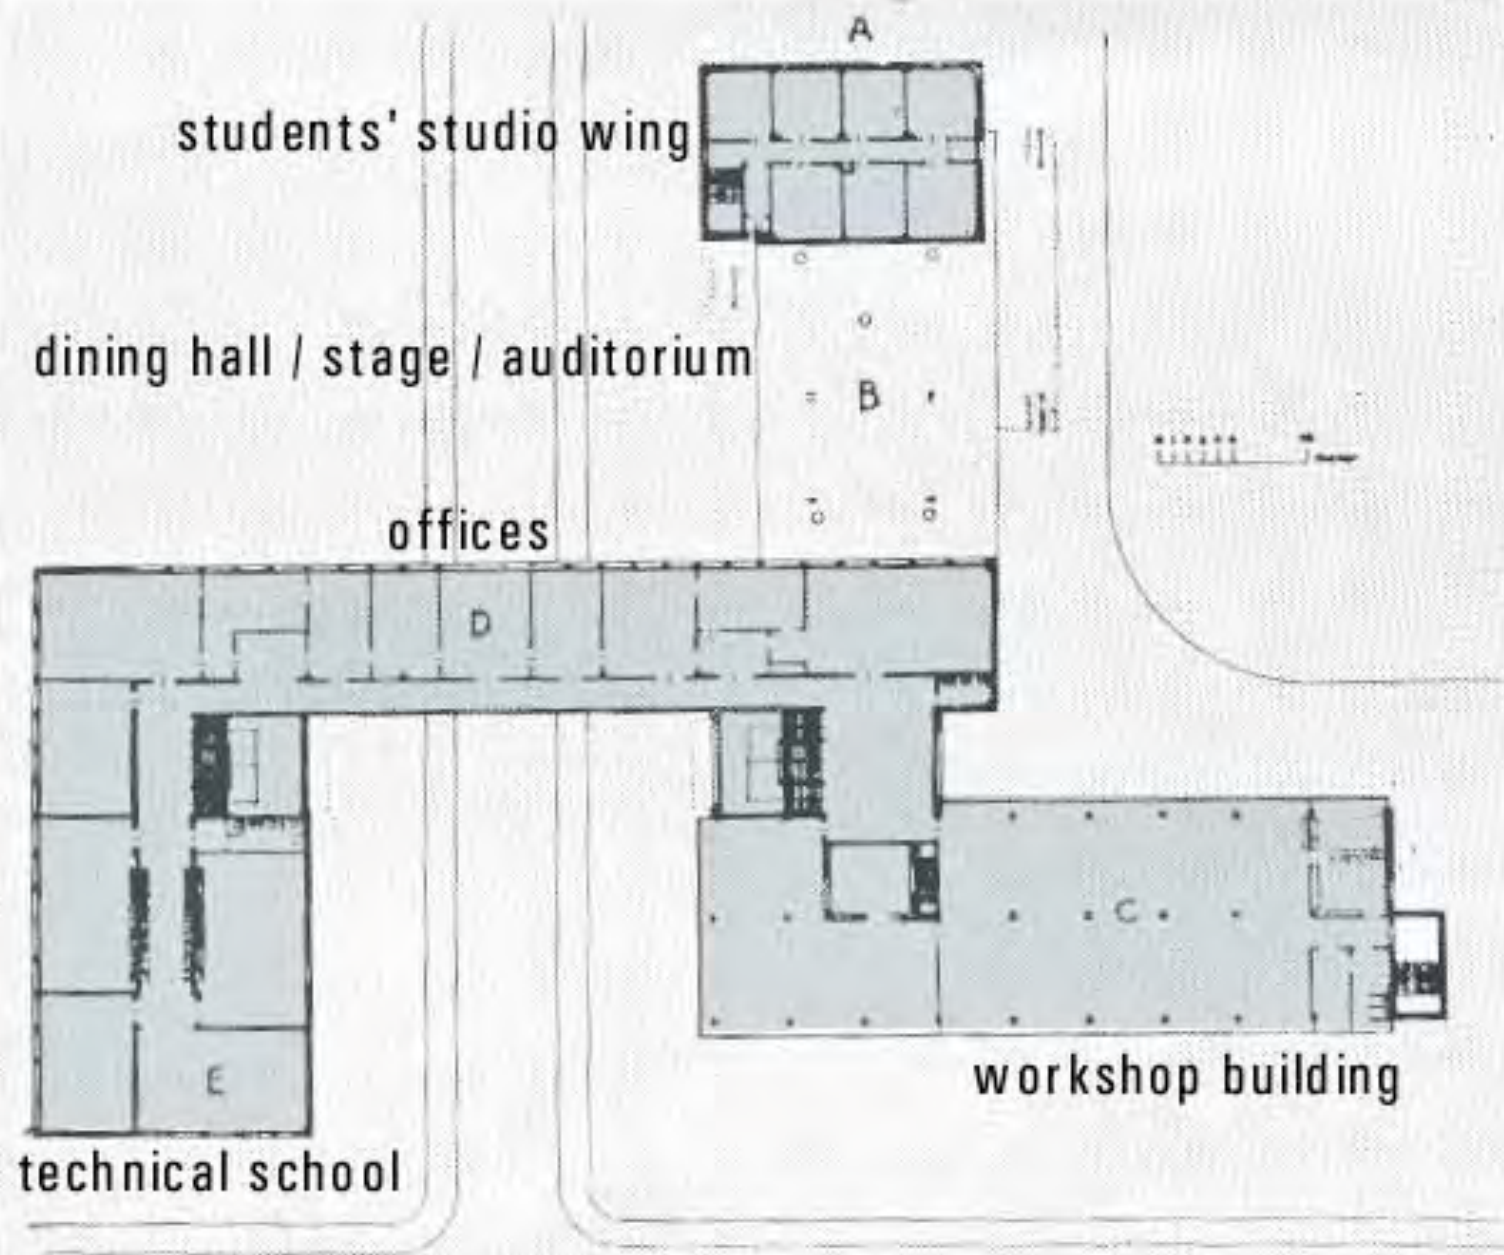 A
students' studio wing
dining hall / stage / auditorium
B
offices
D
C
workshop building
E
technical school